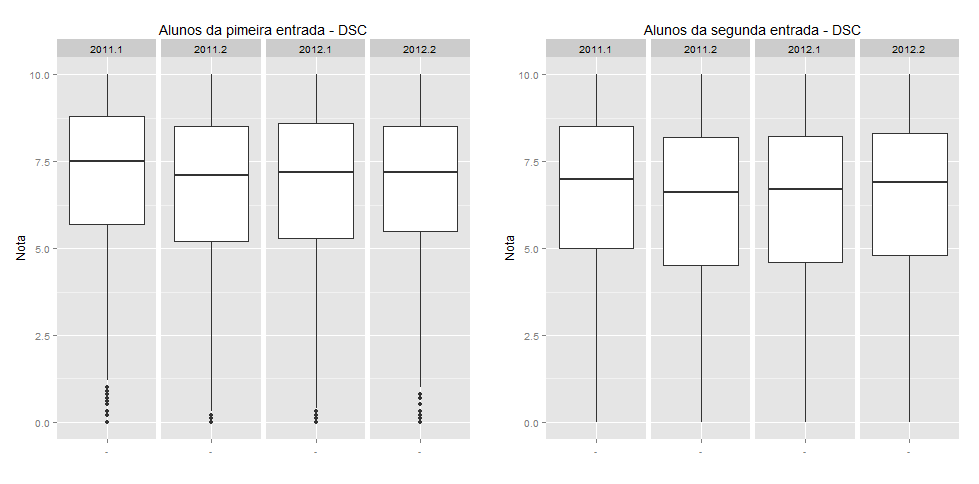 Alunos da pimeira entrada - DSC
2011.1 2011.2 2012.1 2012.2
10.0
7.5
5.0
2.5
0.0
Nota
- - - -
Alunos da segunda entrada - DSC
2011.1 2011.2 2012.1 2012.2
10.0
7.5
5.0
2.5
0.0
Nota
- - - -